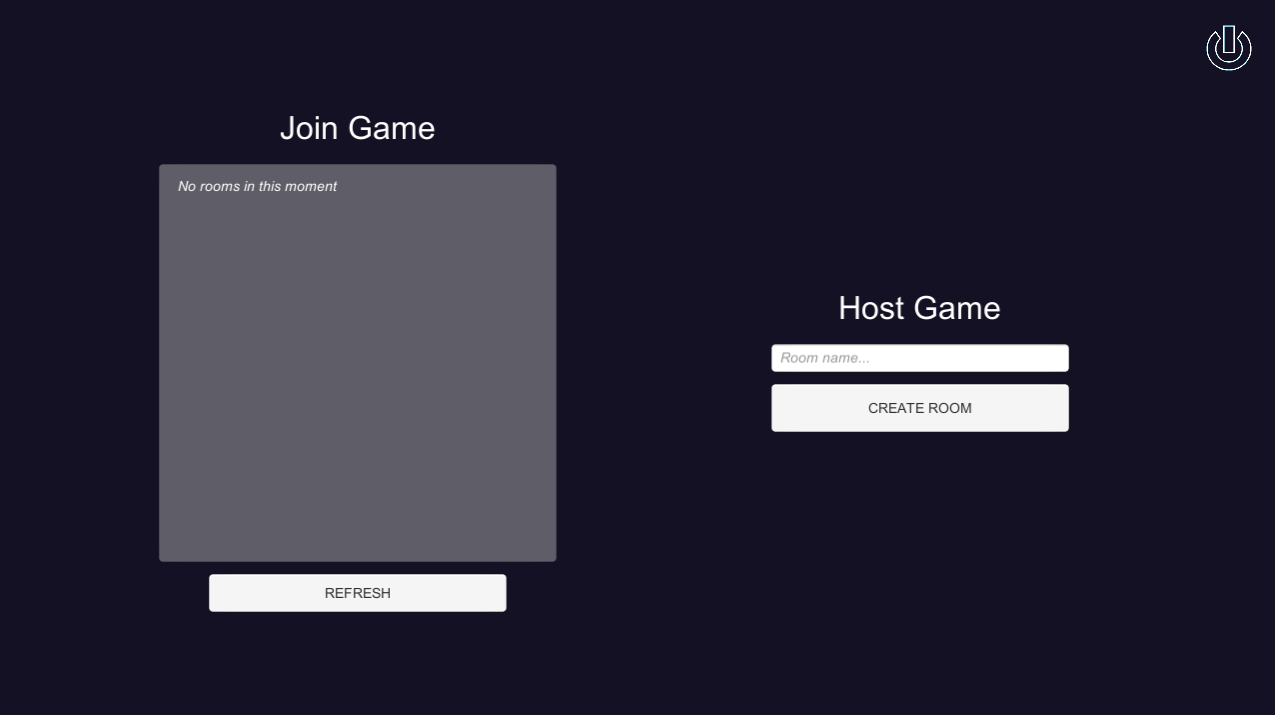 Join Game
No rooms in this moment
REFRESH
Host Game
Room name...
CREATE ROOM